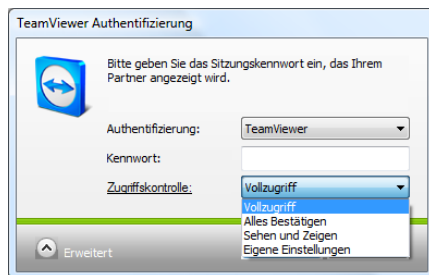 TeamViewer Authentifizierung
Bitte geben Sie das Sitzungskennwort ein, das Ihrem
Partner angezeigt wird.
Authentifizierung: TeamViewer
Kennwort:
Zugriffskontrolle: Vollzugriff
Vollzugriff
Alles Bestätigen
Sehen und Zeigen
Eigene Einstellungen
Erweitert